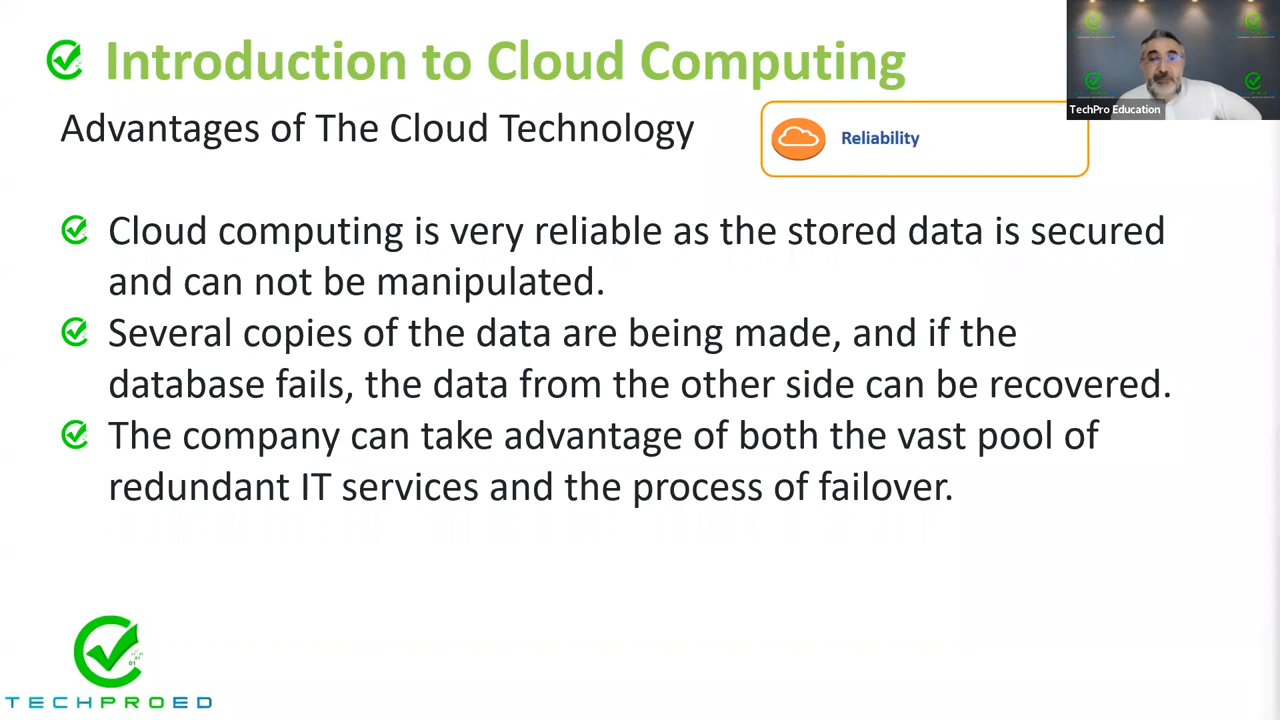 Introduction to Cloud Computing
Advantages of The Cloud Technology
Reliability
TechPro Education
Cloud computing is very reliable as the stored data is secured
and can not be manipulated.
Several copies of the data are being made, and if the
database fails, the data from the other side can be recovered.
The company can take advantage of both the vast pool of
redundant IT services and the process of failover.
TECHPROED